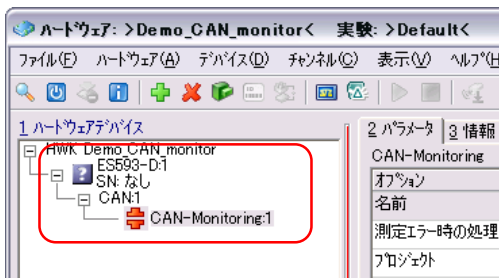 ハードウェア: >Demo_CAN_monitor<　実験: >Default<
ファイル(F)　ハードウェア(A)　デバイス(D)　チャンネル(C)　表示(V)　ヘルプ(H
1 ハードウェアデバイス
HWK Demo CAN_monitor
ES593-D:1
SN: なし
CAN:1
CAN-Monitoring:1
2 パラメータ　3 情報
CAN-Monitoring
オプション
名前
測定エラー時の処理
プロジェクト